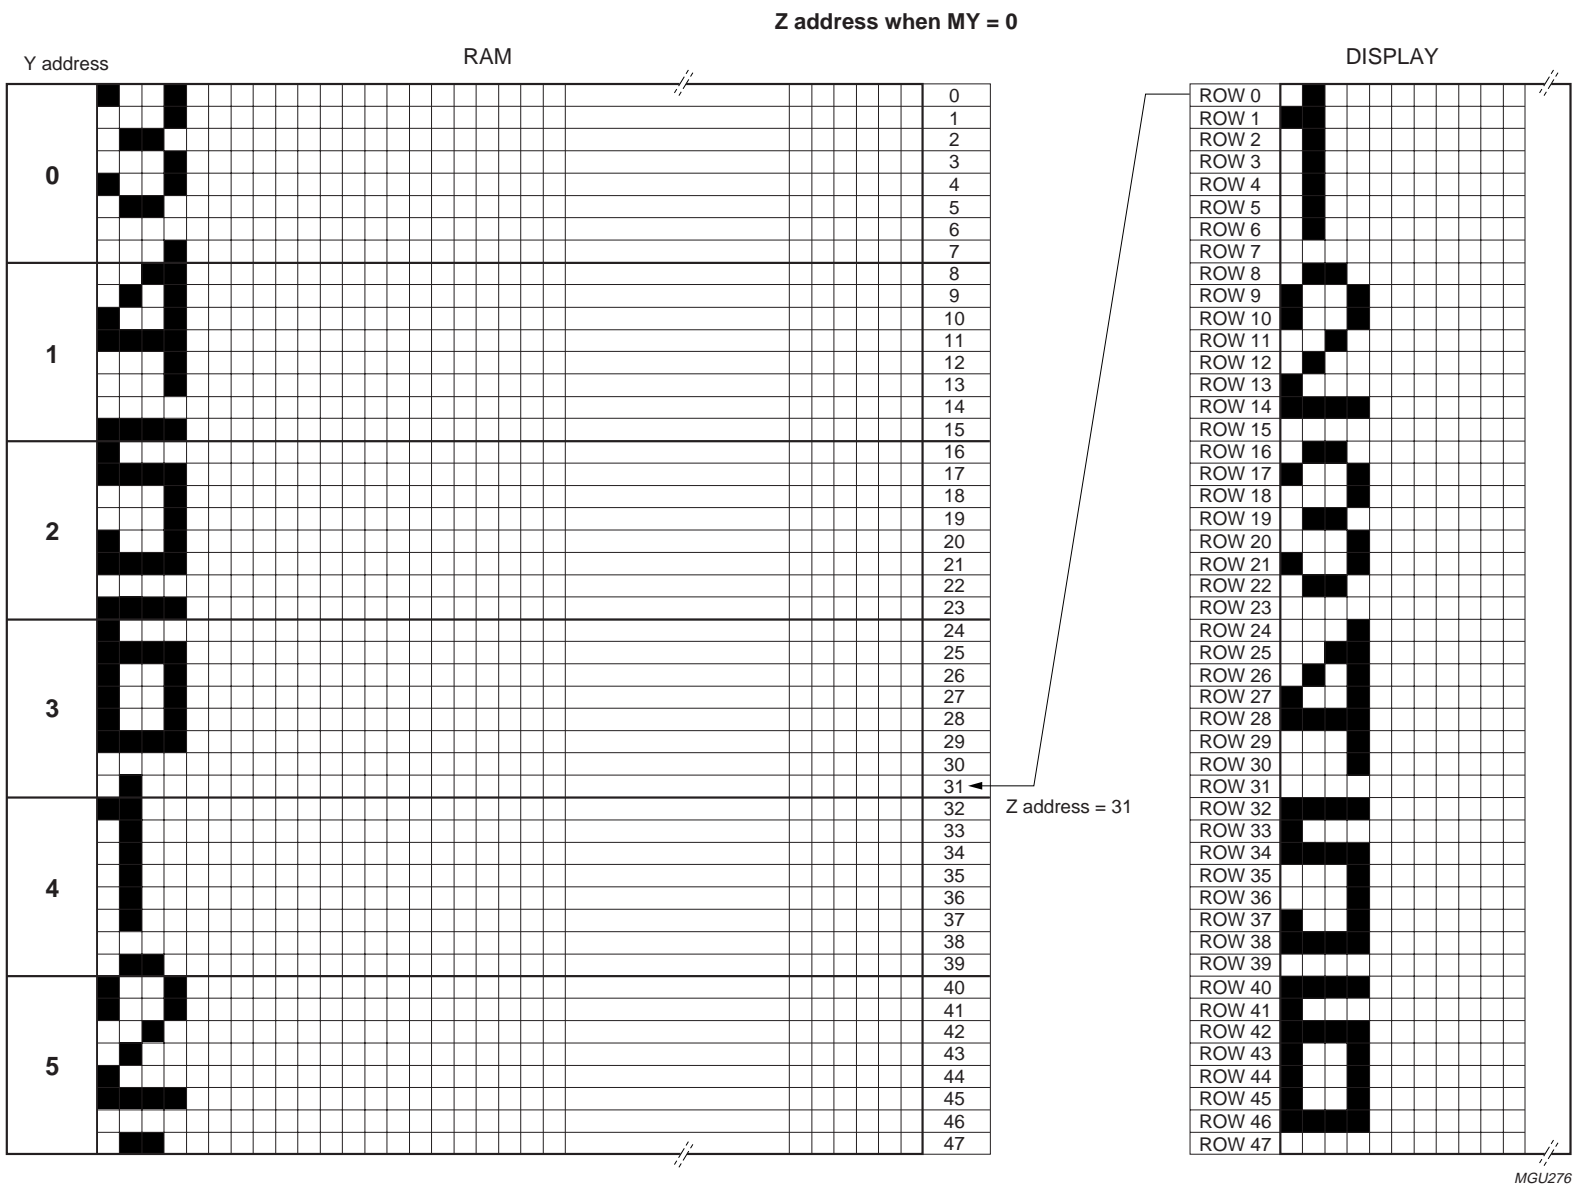 Z address when MY = 0
Y address RAM DISPLAY
0 ROW 0
1 ROW 1
2 ROW 2
3 ROW 3
0
4 ROW 4
5 ROW 5
6 ROW 6
7 ROW 7
8 ROW 8
9 ROW 9
10 ROW 10
11 ROW 11
1
12 ROW 12
13 ROW 13
14 ROW 14
15 ROW 15
16 ROW 16
17 ROW 17
18 ROW 18
19 ROW 19
2
20 ROW 20
21 ROW 21
22 ROW 22
23 ROW 23
24 ROW 24
25 ROW 25
26 ROW 26
27 ROW 27
3
28 ROW 28
29 ROW 29
30 ROW 30
31 ROW 31
Z address = 31
32 ROW 32
33 ROW 33
34 ROW 34
35 ROW 35
4
36 ROW 36
37 ROW 37
38 ROW 38
39 ROW 39
40 ROW 40
41 ROW 41
42 ROW 42
43 ROW 43
5
44 ROW 44
45 ROW 45
46 ROW 46
47 ROW 47
MGU276